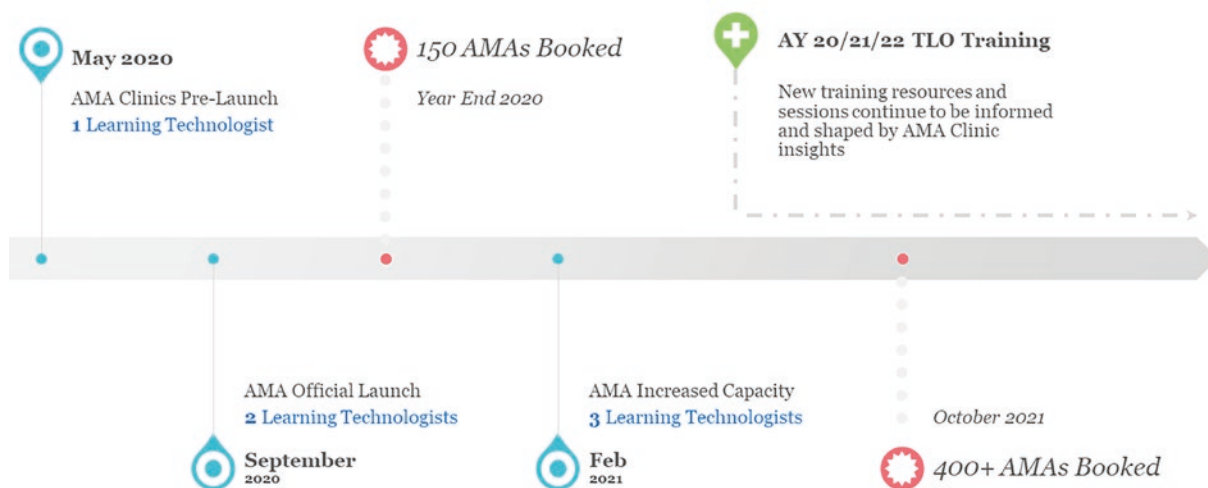 May 2020
AMA Clinics Pre-Launch
1 Learning Technologist
150 AMAs Booked
Year End 2020
AY 20/21/22 TLO Training
New training resources and
sessions continue to be informed
and shaped by AMA Clinic
insights
AMA Official Launch
2 Learning Technologists
September
2020
AMA Increased Capacity
3 Learning Technologists
Feb
2021
October 2021
400+ AMAs Booked